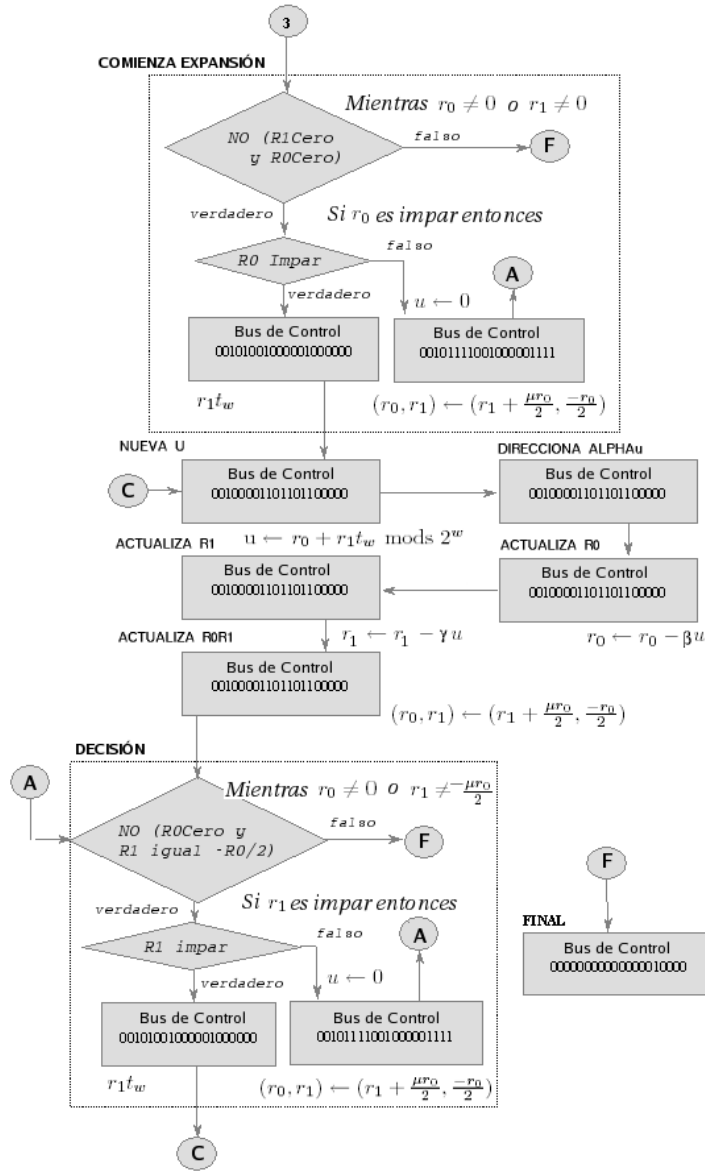 3
COMIENZA EXPANSIÓN
Mientras r₀ ≠ 0 o r₁ ≠ 0
NO (R1Cero
y R0Cero)
falso
F
verdadero
Si r₀ es impar entonces
R0 Impar
falso
A
verdadero
u ← 0
Bus de Control
00101001000001000000
Bus de Control
00101111001000001111
r₁t_w
(r₀, r₁) ← (r₁ + μr₀/2, −r₀/2)
NUEVA U
DIRECCIONA ALPHAu
C
Bus de Control
00100001101101100000
Bus de Control
00100001101101100000
u ← r₀ + r₁t_w mods 2^w
ACTUALIZA R1
ACTUALIZA R0
Bus de Control
00100001101101100000
Bus de Control
00100001101101100000
r₁ ← r₁ − γu
r₀ ← r₀ − βu
ACTUALIZA R0R1
Bus de Control
00100001101101100000
(r₀, r₁) ← (r₁ + μr₀/2, −r₀/2)
DECISIÓN
A
Mientras r₀ ≠ 0 o r₁ ≠ −μr₀/2
NO (R0Cero y
R1 igual -R0/2)
falso
F
F
verdadero
Si r₁ es impar entonces
R1 impar
falso
A
FINAL
verdadero
u ← 0
Bus de Control
00000000000000010000
Bus de Control
00101001000001000000
Bus de Control
00101111001000001111
r₁t_w
(r₀, r₁) ← (r₁ + μr₀/2, −r₀/2)
C